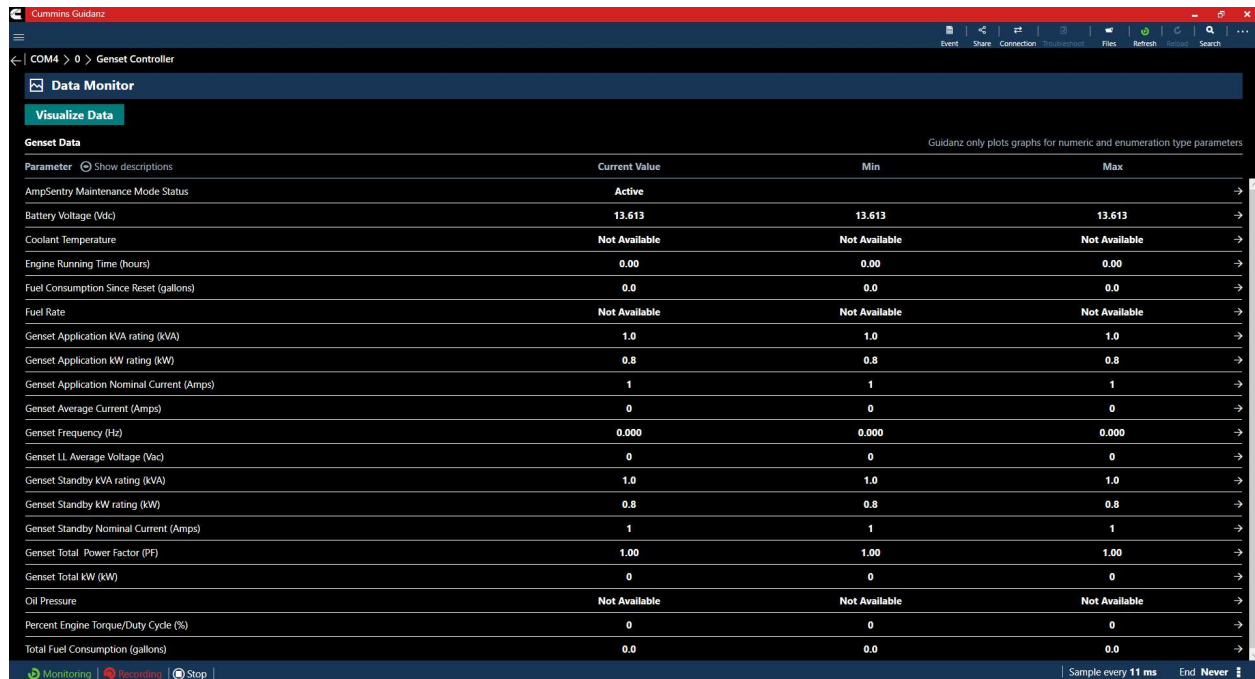 Cummins Guidanz
Event Share Connection Troubleshoot Files Refresh Reload Search
COM4 > 0 > Genset Controller
Data Monitor
Visualize Data
Genset Data Guidanz only plots graphs for numeric and enumeration type parameters
Parameter Show descriptions Current Value Min Max
AmpSentry Maintenance Mode Status Active
Battery Voltage (Vdc) 13.613 13.613 13.613
Coolant Temperature Not Available Not Available Not Available
Engine Running Time (hours) 0.00 0.00 0.00
Fuel Consumption Since Reset (gallons) 0.0 0.0 0.0
Fuel Rate Not Available Not Available Not Available
Genset Application kVA rating (kVA) 1.0 1.0 1.0
Genset Application kW rating (kW) 0.8 0.8 0.8
Genset Application Nominal Current (Amps) 1 1 1
Genset Average Current (Amps) 0 0 0
Genset Frequency (Hz) 0.000 0.000 0.000
Genset LL Average Voltage (Vac) 0 0 0
Genset Standby kVA rating (kVA) 1.0 1.0 1.0
Genset Standby kW rating (kW) 0.8 0.8 0.8
Genset Standby Nominal Current (Amps) 1 1 1
Genset Total Power Factor (PF) 1.00 1.00 1.00
Genset Total kW (kW) 0 0 0
Oil Pressure Not Available Not Available Not Available
Percent Engine Torque/Duty Cycle (%) 0 0 0
Total Fuel Consumption (gallons) 0.0 0.0 0.0
Monitoring Recording Stop Sample every 11 ms End Never